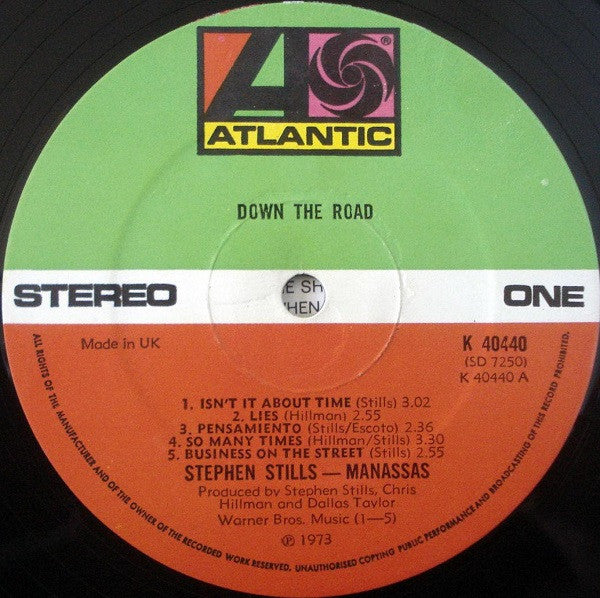 ATLANTIC
®
DOWN THE ROAD
E SH
HEN
STEREO ONE
Made in UK
K 40440
(SD 7250)
K 40440 A
1. ISN'T IT ABOUT TIME (Stills) 3.02
2. LIES (Hillman) 2.55
3. PENSAMIENTO (Stills/Escoto) 2.36
4. SO MANY TIMES (Hillman/Stills) 3.30
5. BUSINESS ON THE STREET (Stills) 2.55
STEPHEN STILLS — MANASSAS
Produced by Stephen Stills, Chris
Hillman and Dallas Taylor
Warner Bros. Music (1—5)
℗ 1973
ALL RIGHTS OF THE MANUFACTURER AND OF THE OWNER OF THE RECORDED WORK RESERVED. UNAUTHORISED COPYING PUBLIC PERFORMANCE AND BROADCASTING OF THIS RECORD PROHIBITED.